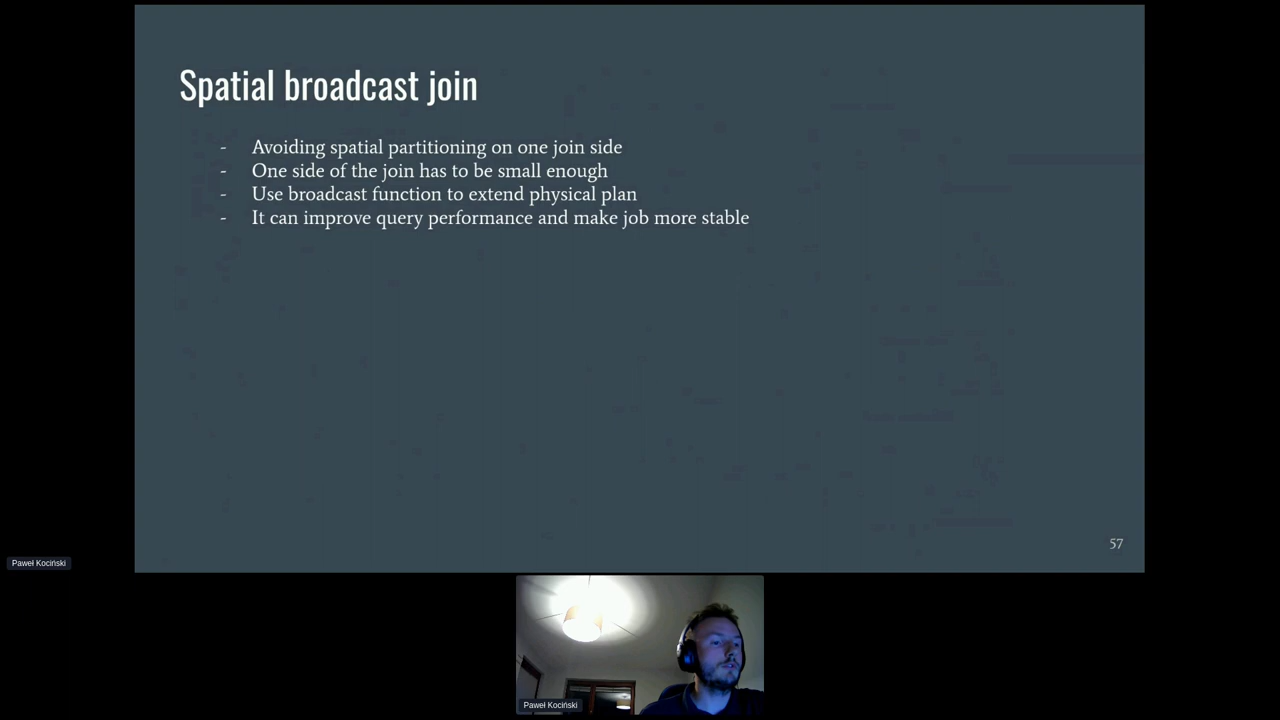 Spatial broadcast join
- Avoiding spatial partitioning on one join side
- One side of the join has to be small enough
- Use broadcast function to extend physical plan
- It can improve query performance and make job more stable
57
Paweł Kociński
Paweł Kociński